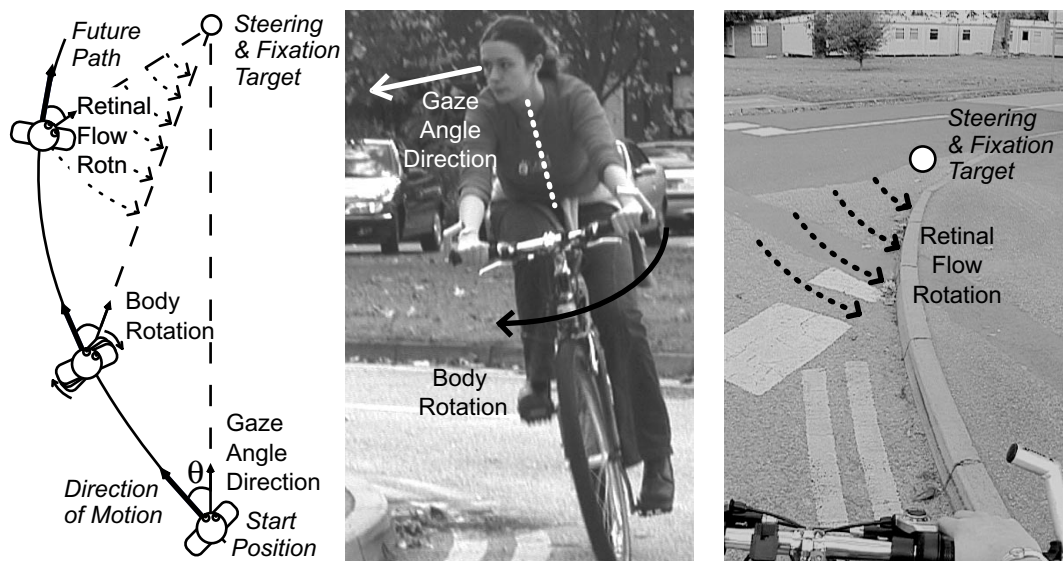 Future
Path
Steering
& Fixation
Target
Retinal
Flow
Rotn
Body
Rotation
Gaze
Angle
Direction
θ
Direction
of Motion
Start
Position
Gaze
Angle
Direction
Body
Rotation
Steering
& Fixation
Target
Retinal
Flow
Rotation